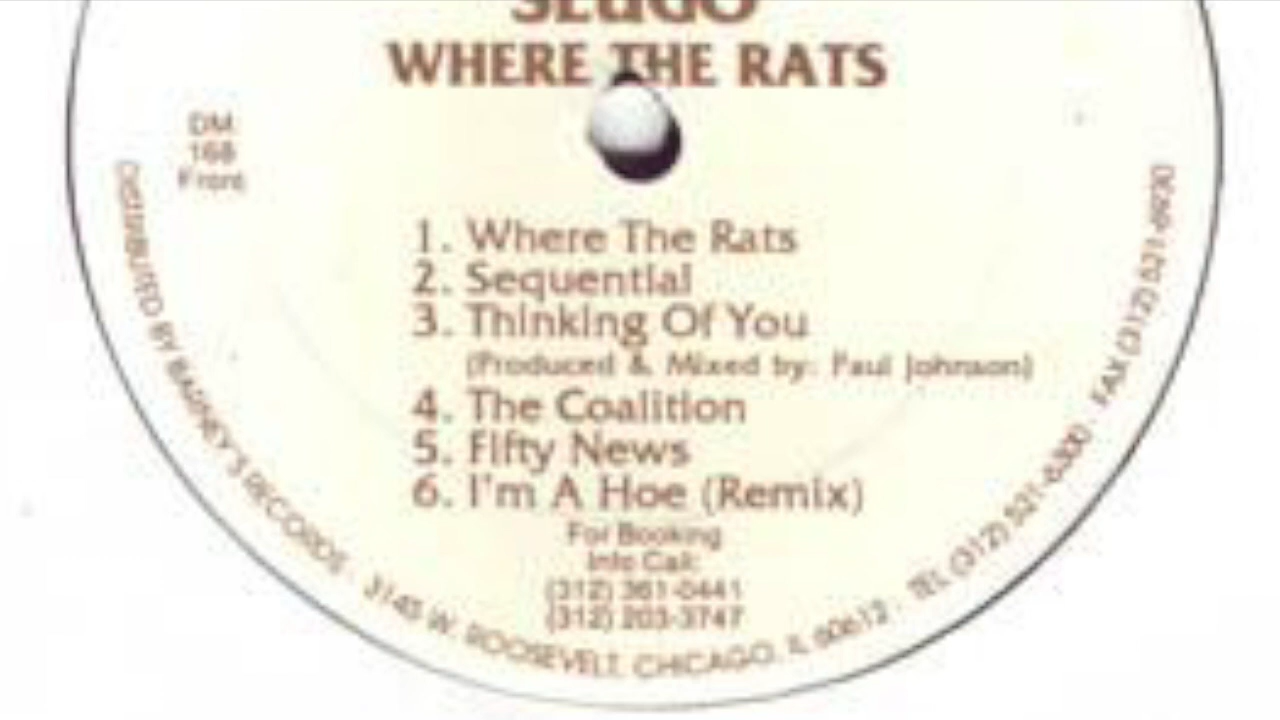 SLUGO
WHERE THE RATS
DM
168
Front
1. Where The Rats
2. Sequential
3. Thinking Of You
(Produced & Mixed by: Paul Johnson)
4. The Coalition
5. Fifty News
6. I'm A Hoe (Remix)
For Booking
Info Call:
(312) 361-0441
(312) 203-3747
DISTRIBUTED BY BARNEY'S RECORDS · 3145 W. ROOSEVELT, CHICAGO, IL 60612 · TEL (312) 521-6300 · FAX (312) 521-6930